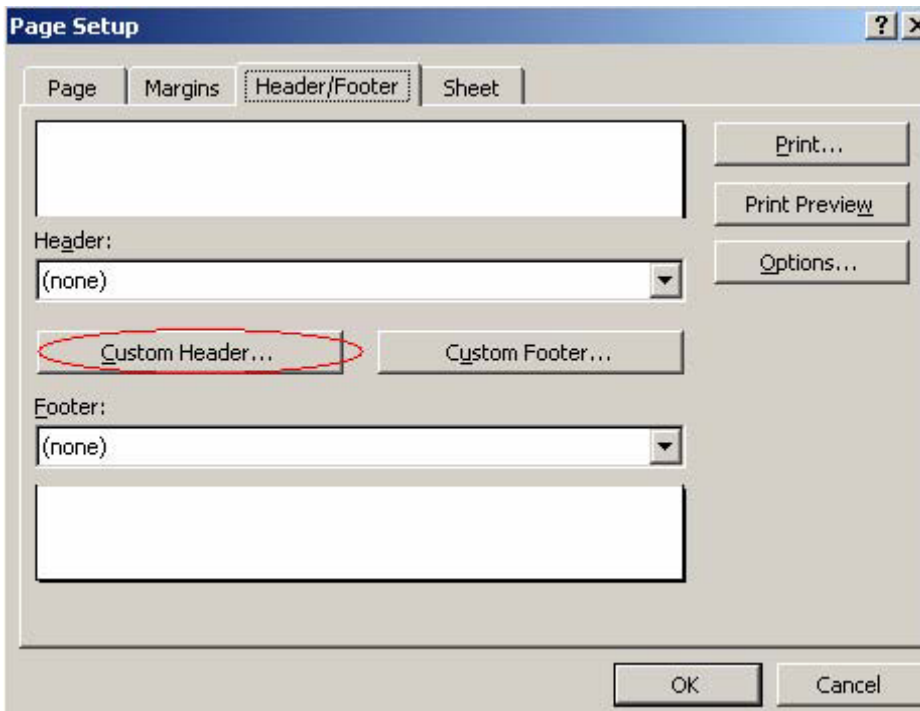 Page Setup
?
Page Margins Header/Footer Sheet
Print...
Print Preview
Header:
Options...
(none)
Custom Header... Custom Footer...
Footer:
(none)
OK Cancel